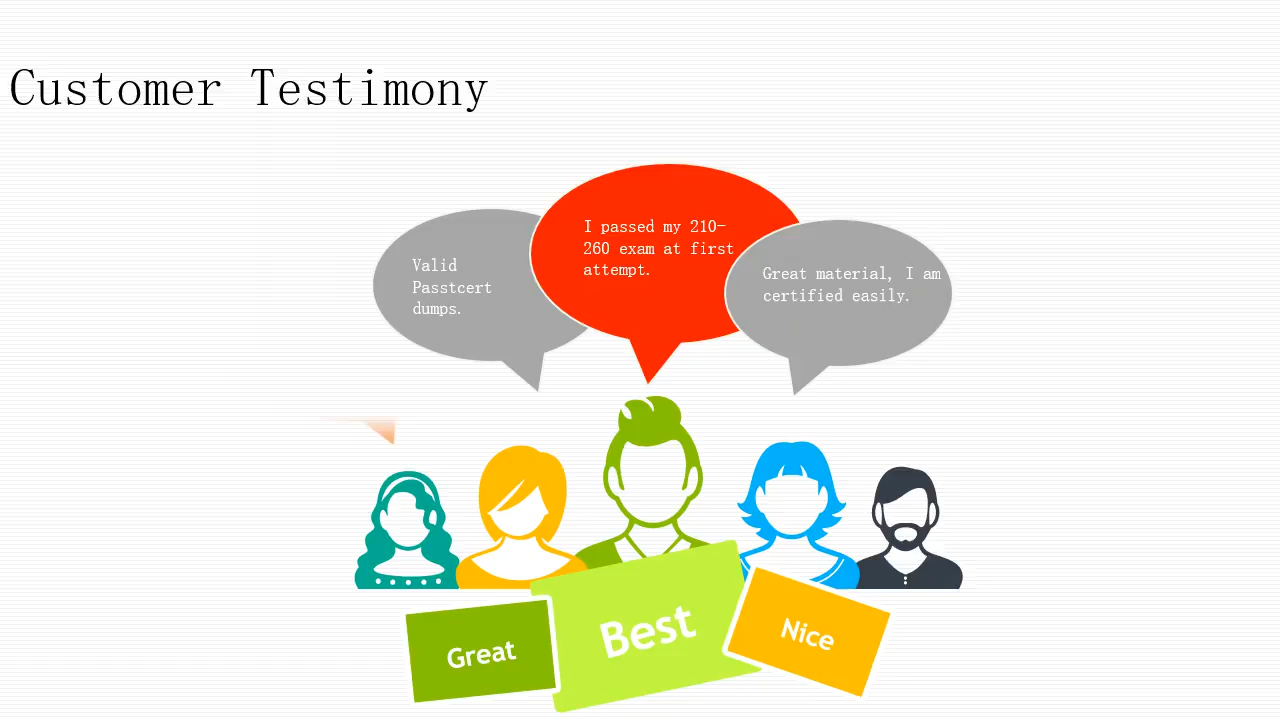 Customer Testimony
Valid
Passtcert
dumps.
I passed my 210-
260 exam at first
attempt.
Great material, I am
certified easily.
Great
Best
Nice